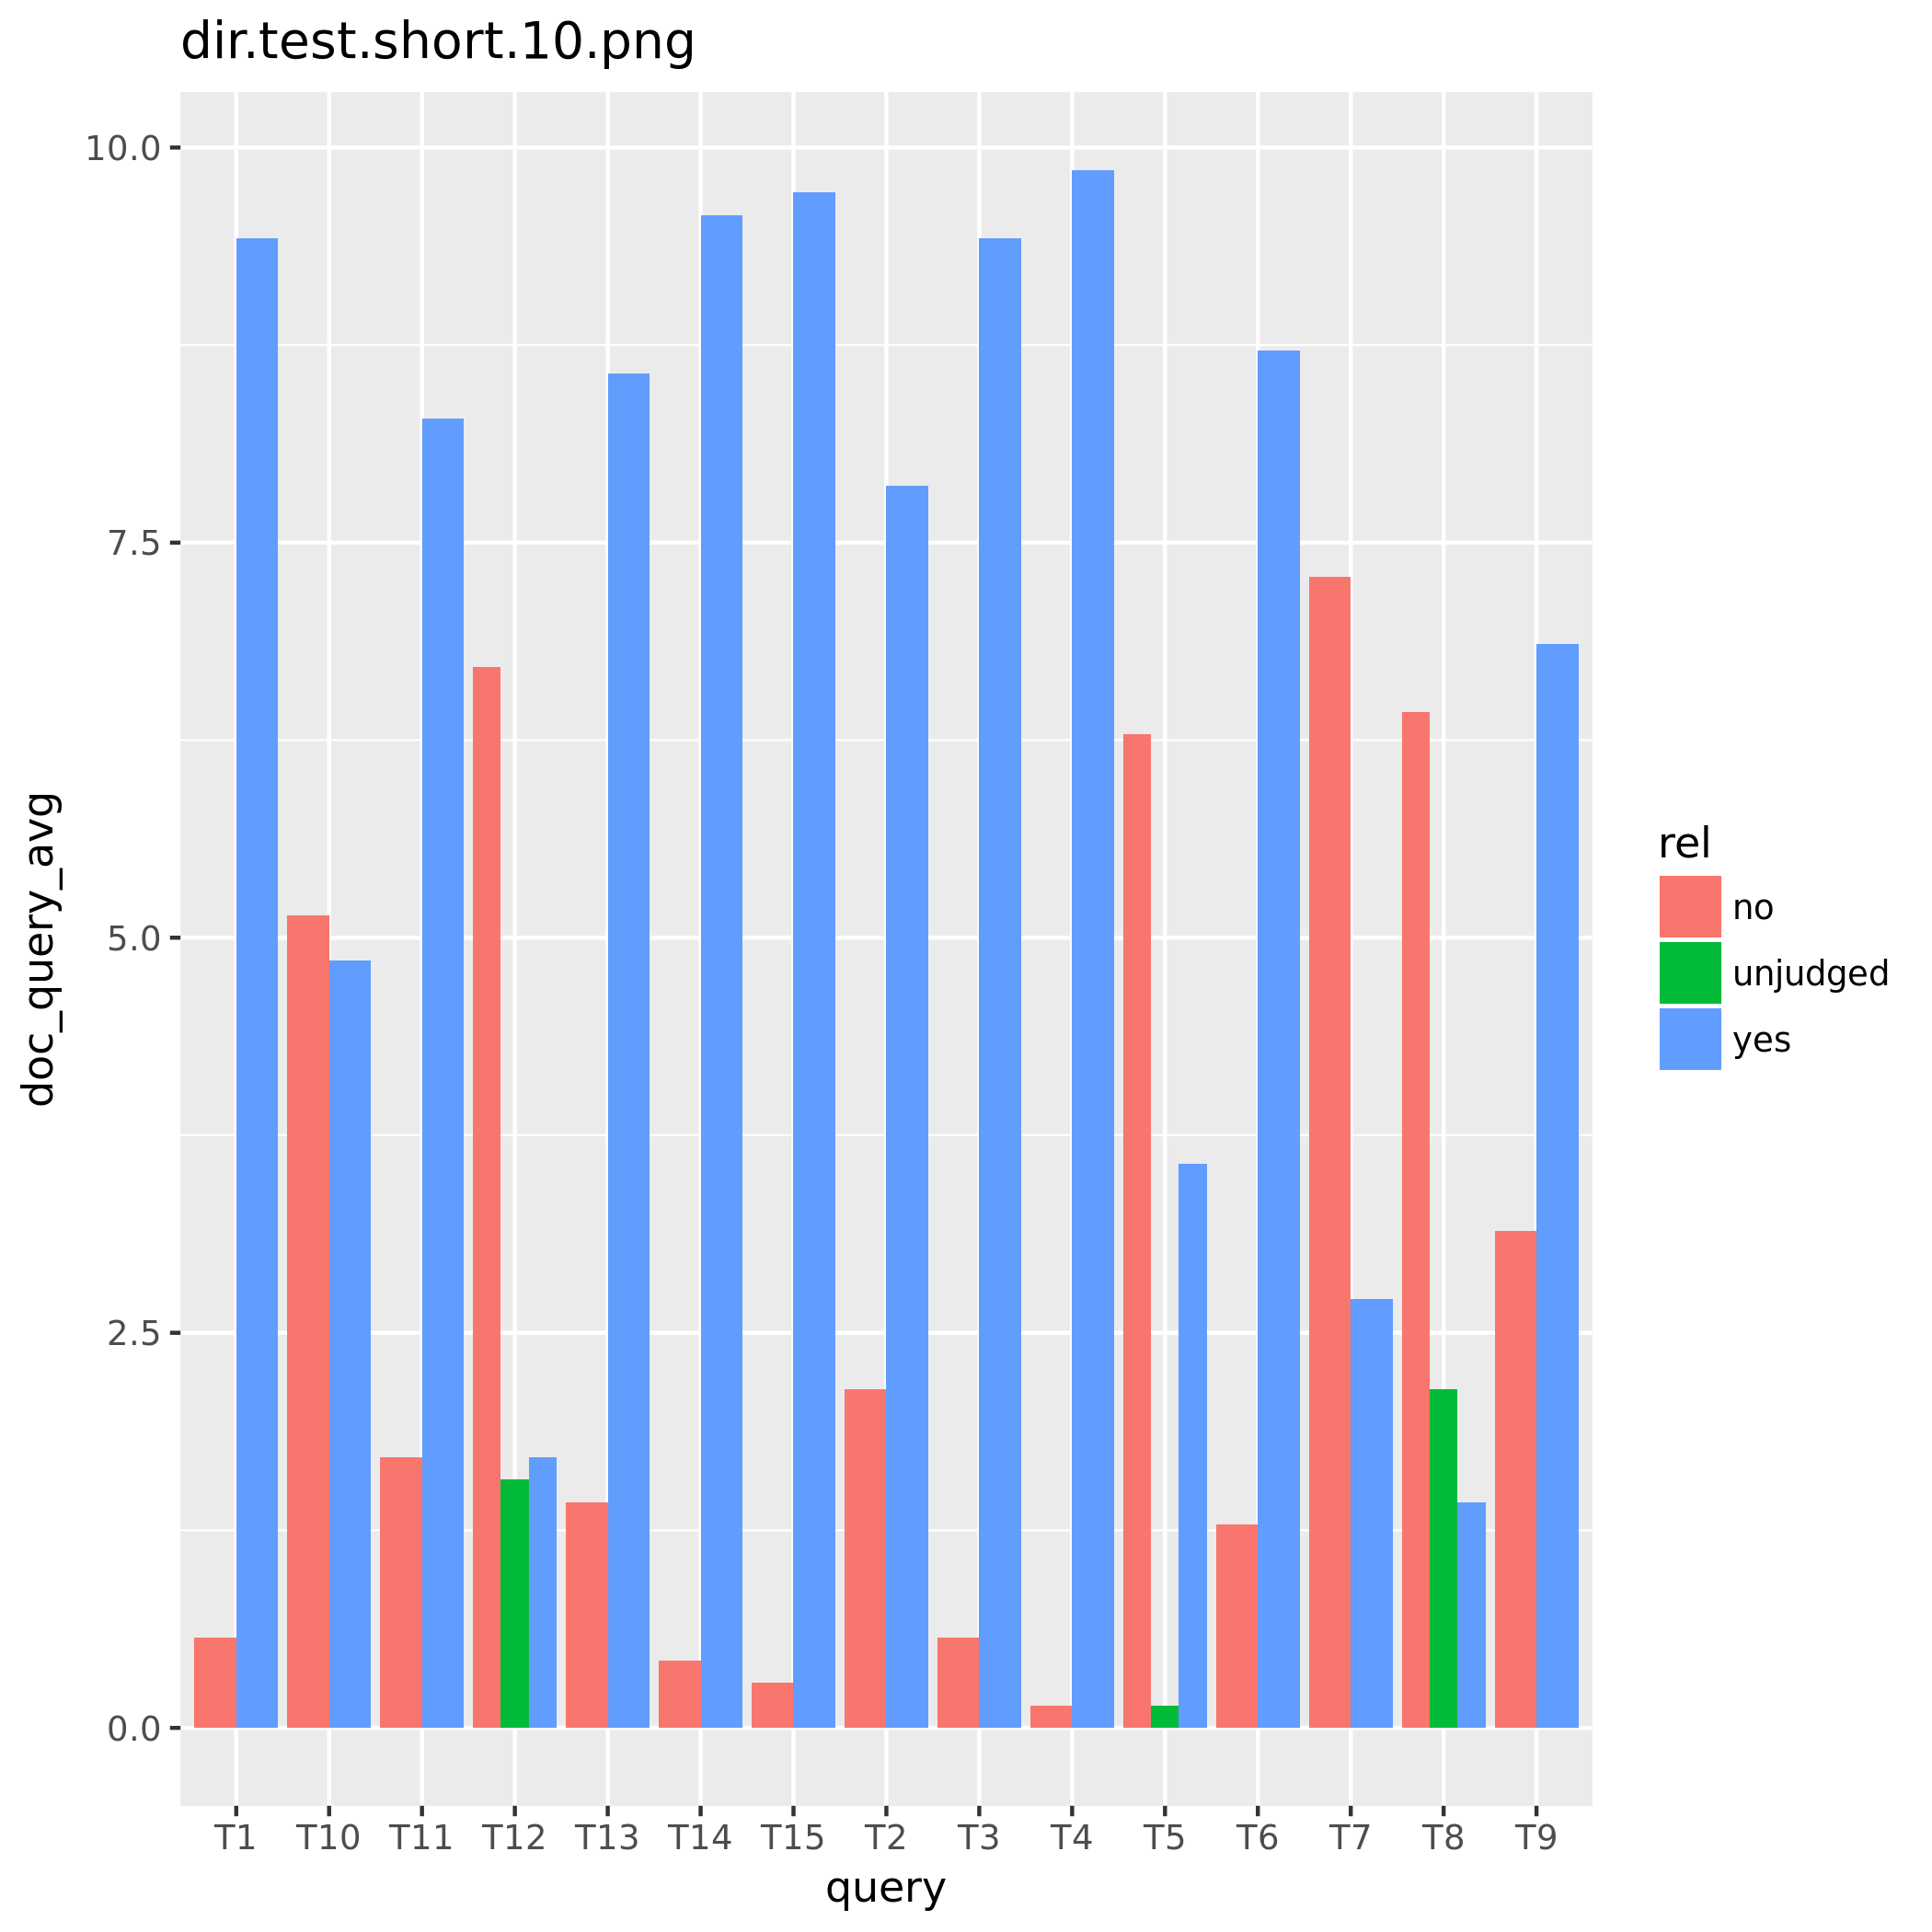 dir.test.short.10.png
doc_query_avg
10.0
7.5
5.0
2.5
0.0
T1 T10 T11 T12 T13 T14 T15 T2 T3 T4 T5 T6 T7 T8 T9
query
rel
no
unjudged
yes